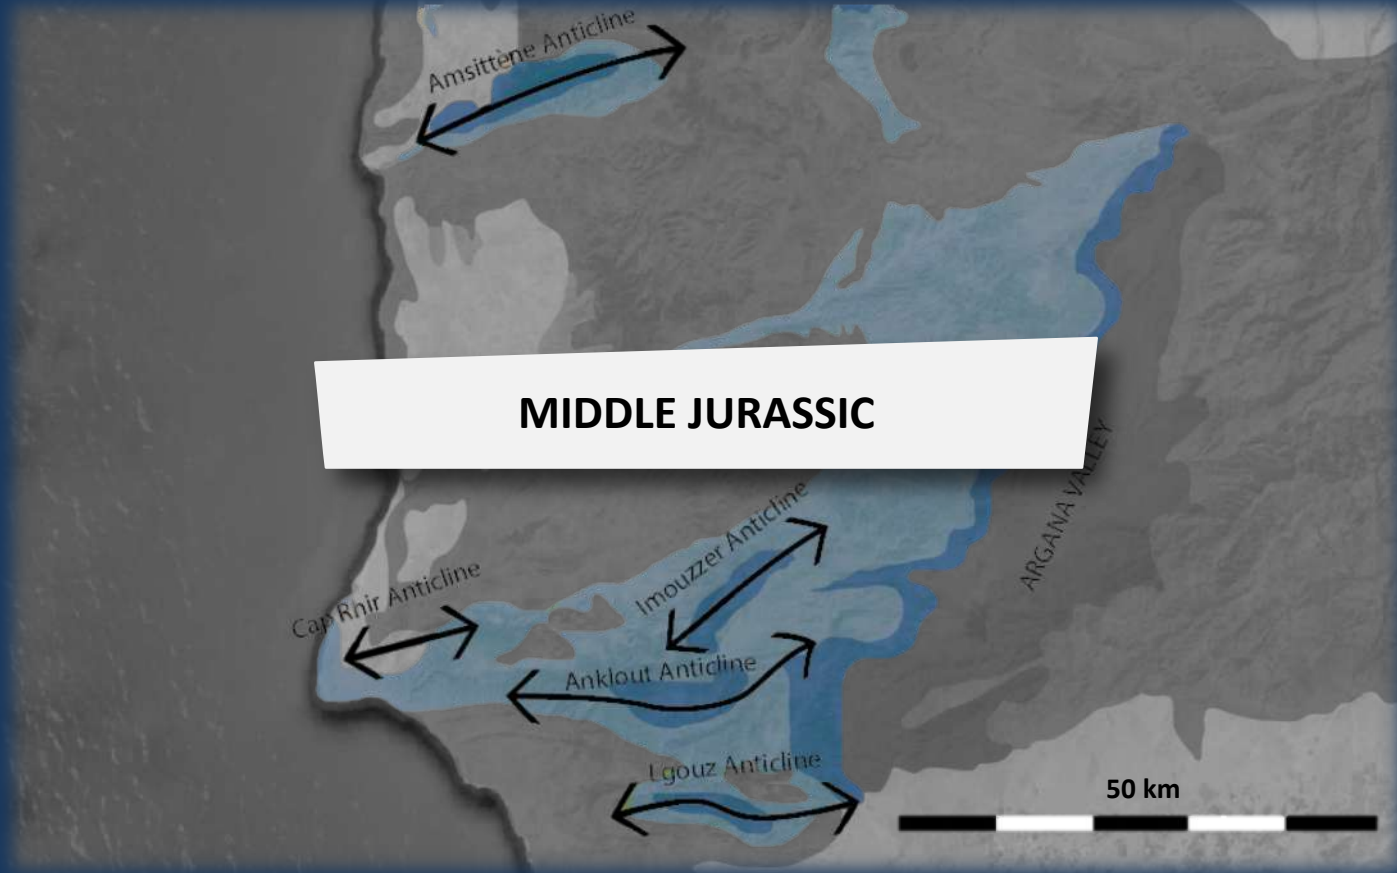 Amsittène Anticline
MIDDLE JURASSIC
ARGANA VALLEY
Imouzzer Anticline
Cap Rhir Anticline
Anklout Anticline
Lgouz Anticline
50 km